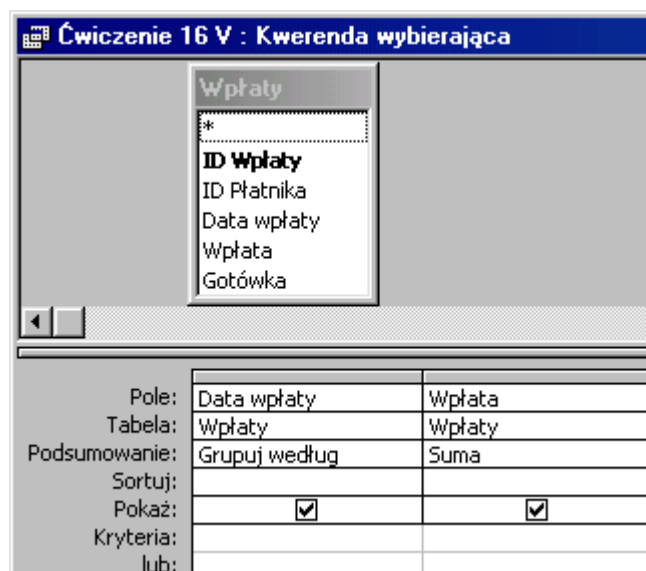 Ćwiczenie 16 V : Kwerenda wybierająca
Wpłaty
*
ID Wpłaty
ID Płatnika
Data wpłaty
Wpłata
Gotówka
Pole: Data wpłaty Wpłata
Tabela: Wpłaty Wpłaty
Podsumowanie: Grupuj według Suma
Sortuj:
Pokaż:
Kryteria:
lub: